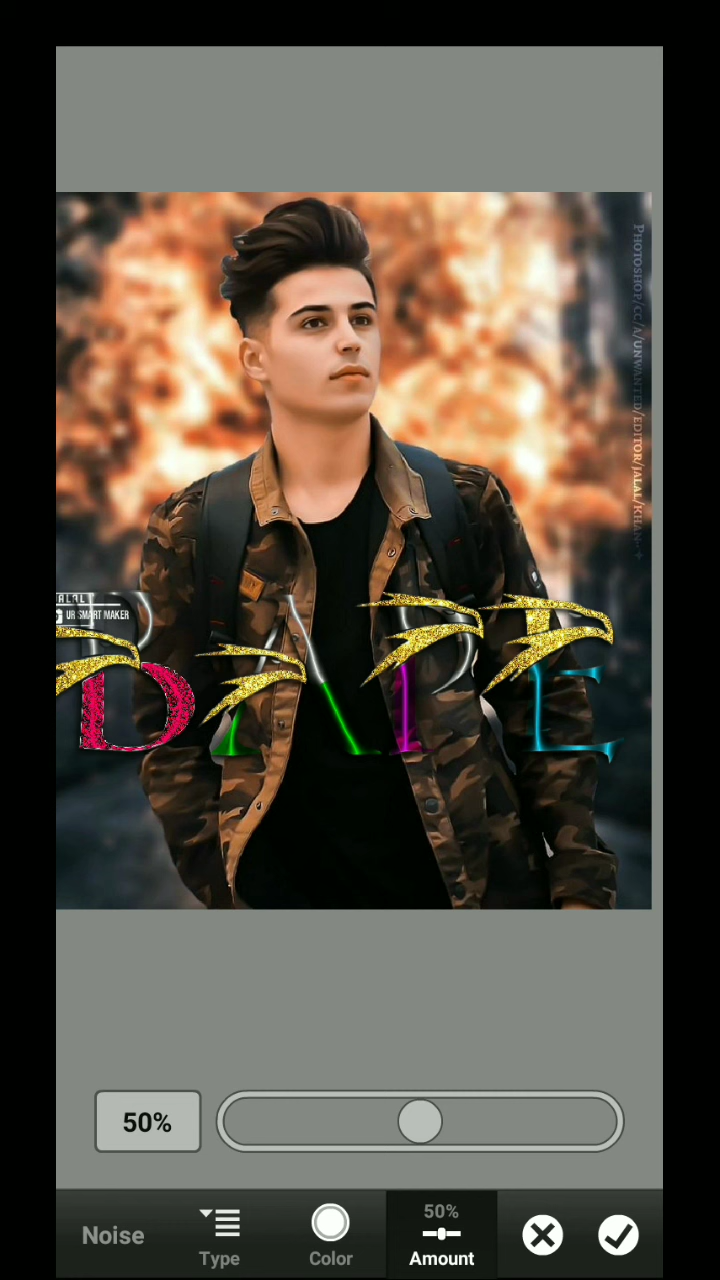 PHOTOSHOP/CC/A/UNWANTED/EDITOR/JALAL/KHAN
UR SMART MAKER
50%
Noise
Type
Color
50%
Amount